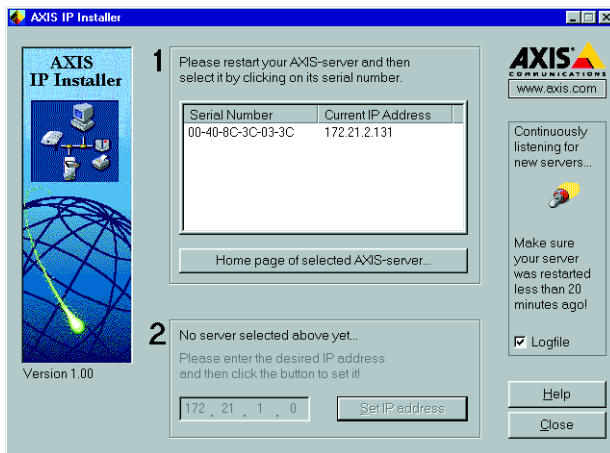 AXIS IP Installer
AXIS
IP Installer
Version 1.00
1
Please restart your AXIS-server and then
select it by clicking on its serial number.
Serial Number Current IP Address
00-40-8C-3C-03-3C 172.21.2.131
Home page of selected AXIS-server...
2
No server selected above yet...
Please enter the desired IP address
and then click the button to set it!
172 . 21 . 1 . 0
Set IP address
AXIS
COMMUNICATIONS
www.axis.com
Continuously
listening for
new servers...
Make sure
your server
was restarted
less than 20
minutes ago!
Logfile
Help
Close